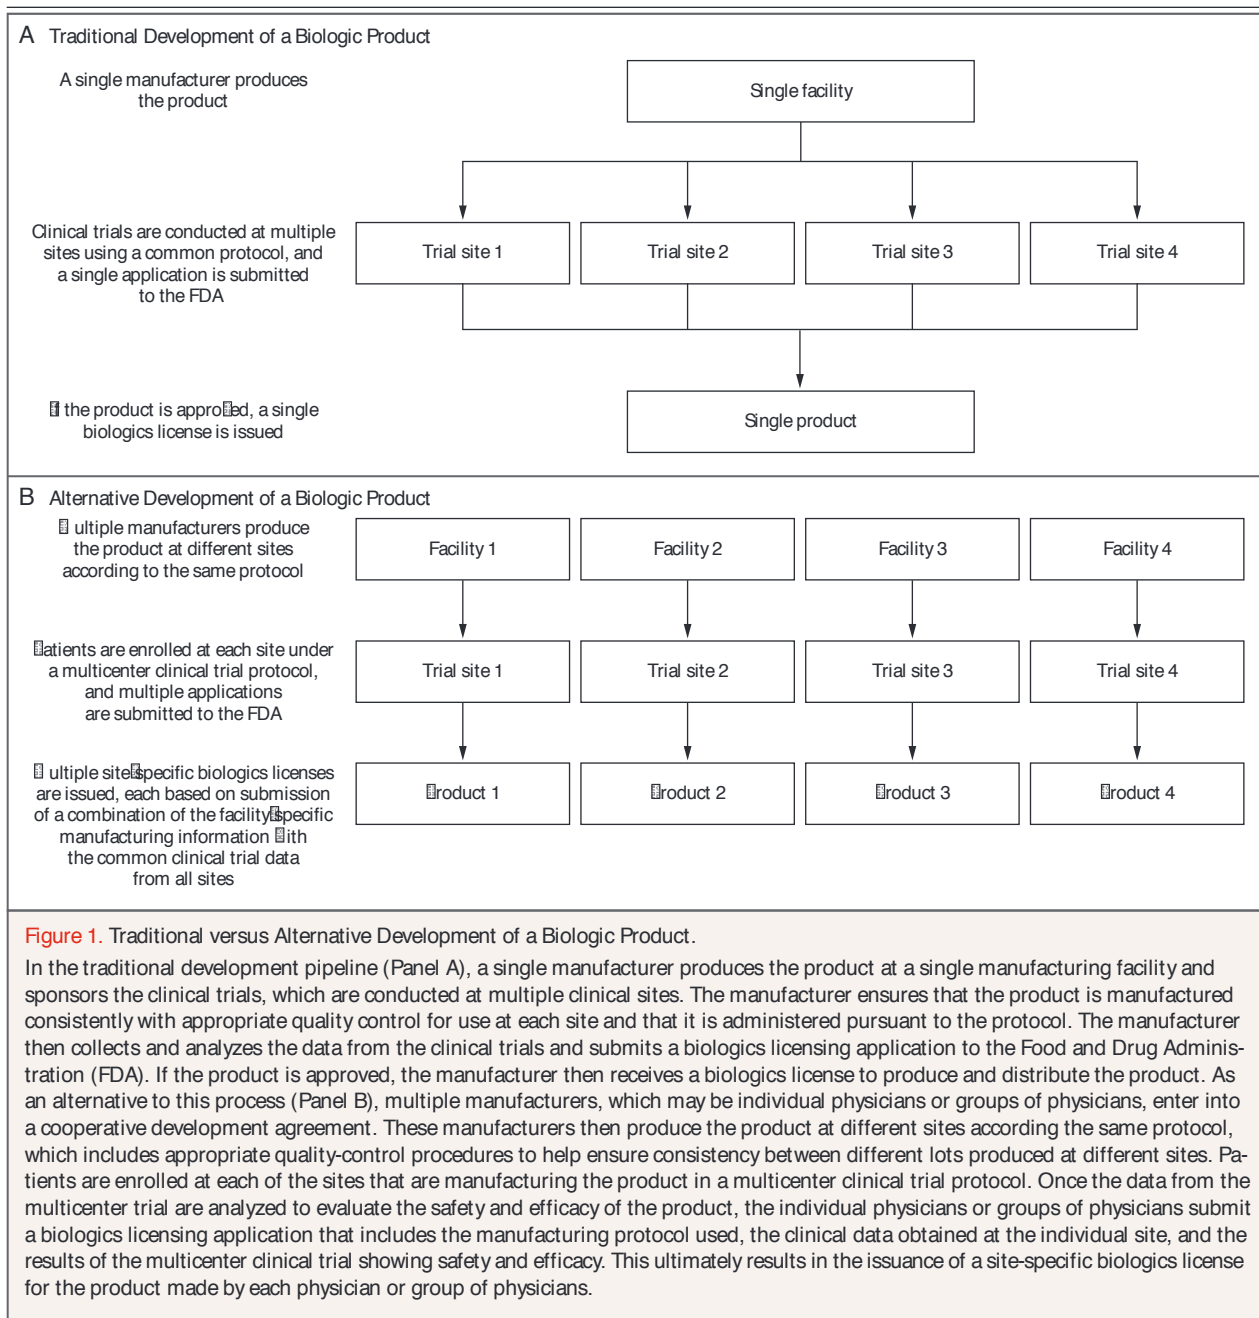 A Traditional Development of a Biologic Product
A single manufacturer produces
the product
Single facility
Clinical trials are conducted at multiple
sites using a common protocol, and
a single application is submitted
to the FDA
Trial site 1
Trial site 2
Trial site 3
Trial site 4
▯f the product is appro▯ed, a single
biologics license is issued
Single product
B Alternative Development of a Biologic Product
▯ultiple manufacturers produce
the product at different sites
according to the same protocol
Facility 1
Facility 2
Facility 3
Facility 4
▯atients are enrolled at each site under
a multicenter clinical trial protocol,
and multiple applications
are submitted to the FDA
Trial site 1
Trial site 2
Trial site 3
Trial site 4
▯ultiple site▯specific biologics licenses
are issued, each based on submission
of a combination of the facility▯specific
manufacturing information ▯ith
the common clinical trial data
from all sites
▯roduct 1
▯roduct 2
▯roduct 3
▯roduct 4
Figure 1. Traditional versus Alternative Development of a Biologic Product.
In the traditional development pipeline (Panel A), a single manufacturer produces the product at a single manufacturing facility and
sponsors the clinical trials, which are conducted at multiple clinical sites. The manufacturer ensures that the product is manufactured
consistently with appropriate quality control for use at each site and that it is administered pursuant to the protocol. The manufacturer
then collects and analyzes the data from the clinical trials and submits a biologics licensing application to the Food and Drug Adminis-
tration (FDA). If the product is approved, the manufacturer then receives a biologics license to produce and distribute the product. As
an alternative to this process (Panel B), multiple manufacturers, which may be individual physicians or groups of physicians, enter into
a cooperative development agreement. These manufacturers then produce the product at different sites according the same protocol,
which includes appropriate quality-control procedures to help ensure consistency between different lots produced at different sites. Pa-
tients are enrolled at each of the sites that are manufacturing the product in a multicenter clinical trial protocol. Once the data from the
multicenter trial are analyzed to evaluate the safety and efficacy of the product, the individual physicians or groups of physicians submit
a biologics licensing application that includes the manufacturing protocol used, the clinical data obtained at the individual site, and the
results of the multicenter clinical trial showing safety and efficacy. This ultimately results in the issuance of a site-specific biologics license
for the product made by each physician or group of physicians.